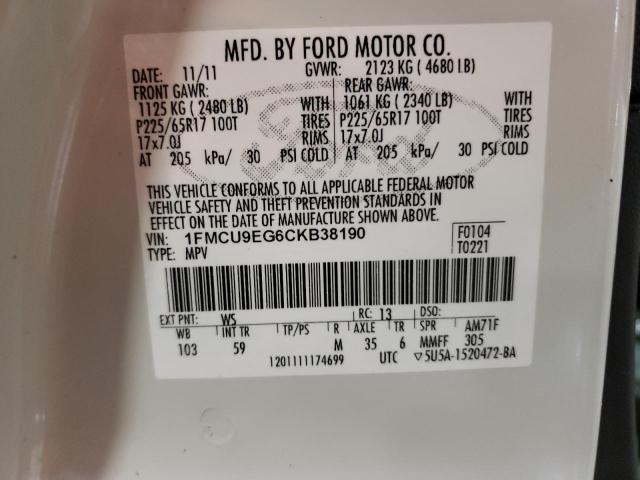 MFD. BY FORD MOTOR CO.
DATE: 11/11 GVWR: 2123 KG ( 4680 LB)
FRONT GAWR: REAR GAWR:
1125 KG ( 2480 LB) WITH 1061 KG ( 2340 LB) WITH
P225/65R17 100T TIRES P225/65R17 100T TIRES
17x7.0J RIMS 17x7.0J RIMS
AT 205 kPa/ 30 PSI COLD AT 205 kPa/ 30 PSI COLD
Ford
THIS VEHICLE CONFORMS TO ALL APPLICABLE FEDERAL MOTOR
VEHICLE SAFETY AND THEFT PREVENTION STANDARDS IN
EFFECT ON THE DATE OF MANUFACTURE SHOWN ABOVE.
VIN: 1FMCU9EG6CKB38190 F0104
TYPE: MPV T0221
EXT PNT: WS RC: 13 DSO:
WB INT TR TP/PS R AXLE TR SPR AM71F
103 59 M 35 6 MMFF 305
1201111174699 UTC ▽5U5A-1520472-BA